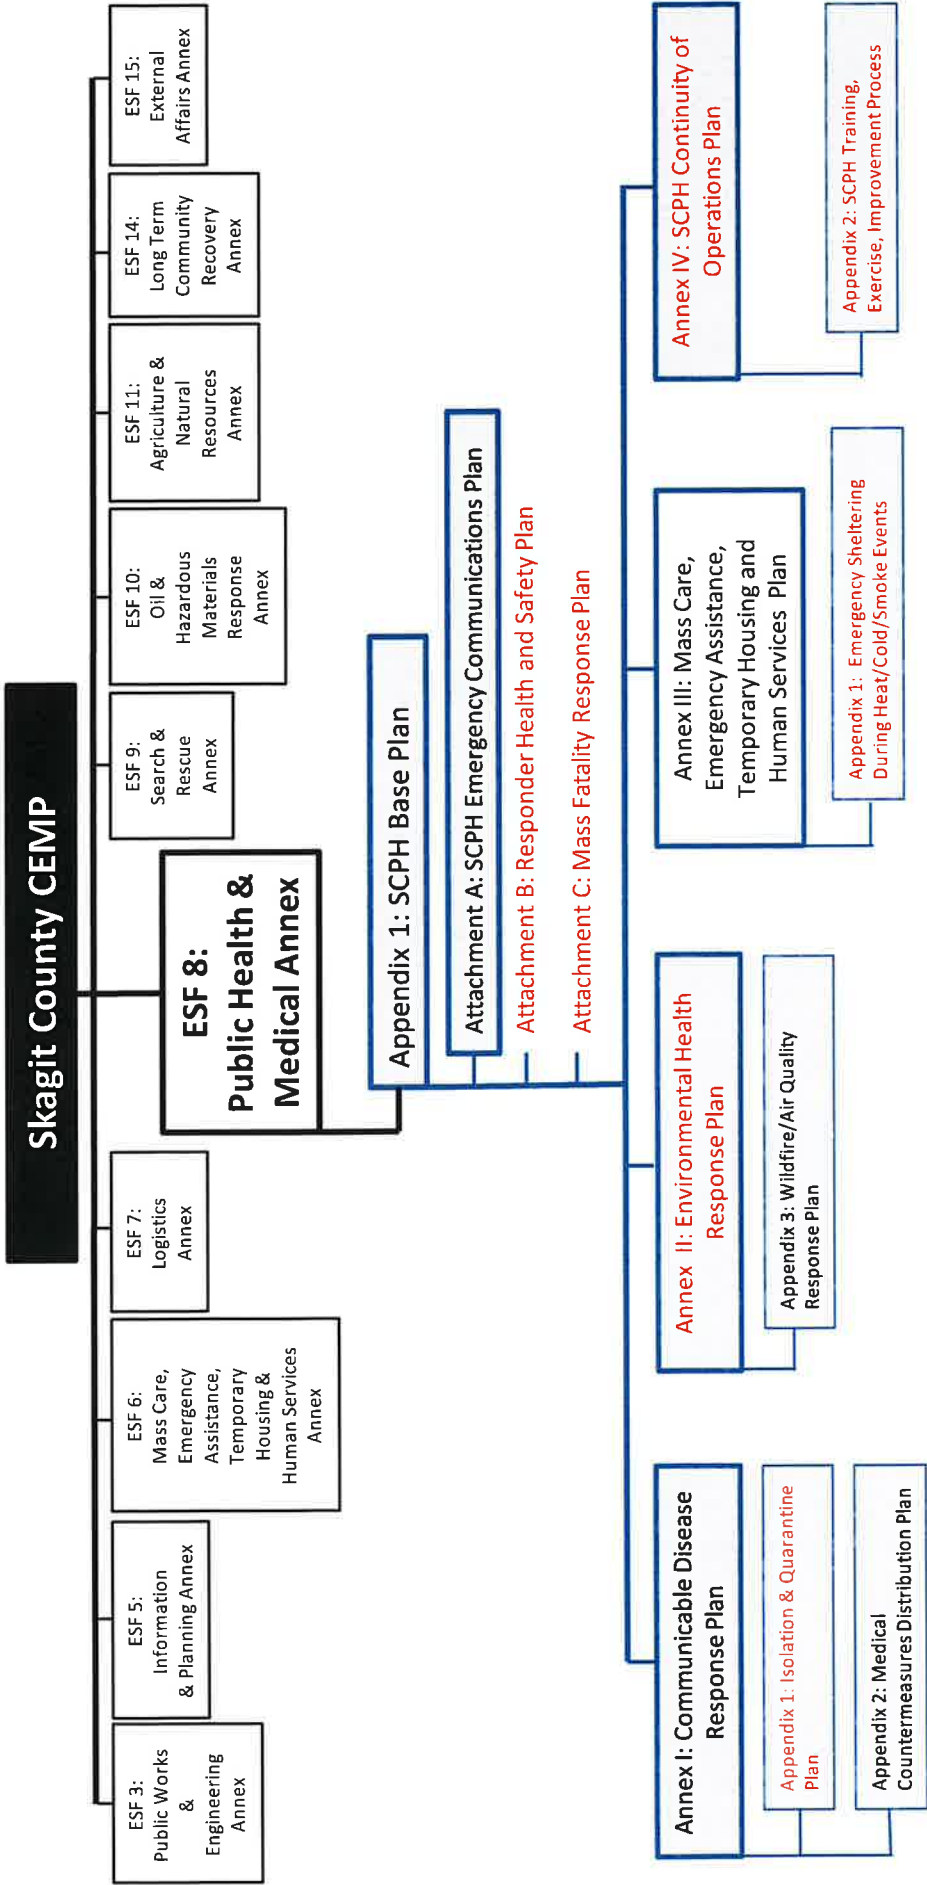 Skagit County CEMP
ESF 3:
Public Works
&
Engineering
Annex
ESF 5:
Information
& Planning Annex
ESF 6:
Mass Care,
Emergency
Assistance,
Temporary
Housing &
Human Services
Annex
ESF 7:
Logistics
Annex
ESF 8:
Public Health &
Medical Annex
ESF 9:
Search &
Rescue
Annex
ESF 10:
Oil &
Hazardous
Materials
Response
Annex
ESF 11:
Agriculture &
Natural
Resources
Annex
ESF 14:
Long Term
Community
Recovery
Annex
ESF 15:
External
Affairs Annex
Appendix 1: SCPH Base Plan
Attachment A: SCPH Emergency Communications Plan
Attachment B: Responder Health and Safety Plan
Attachment C: Mass Fatality Response Plan
Annex I: Communicable Disease
Response Plan
Appendix 1: Isolation & Quarantine
Plan
Appendix 2: Medical
Countermeasures Distribution Plan
Annex II: Environmental Health
Response Plan
Appendix 3: Wildfire/Air Quality
Response Plan
Annex III: Mass Care,
Emergency Assistance,
Temporary Housing and
Human Services Plan
Appendix 1: Emergency Sheltering
During Heat/Cold/Smoke Events
Annex IV: SCPH Continuity of
Operations Plan
Appendix 2: SCPH Training,
Exercise, Improvement Process